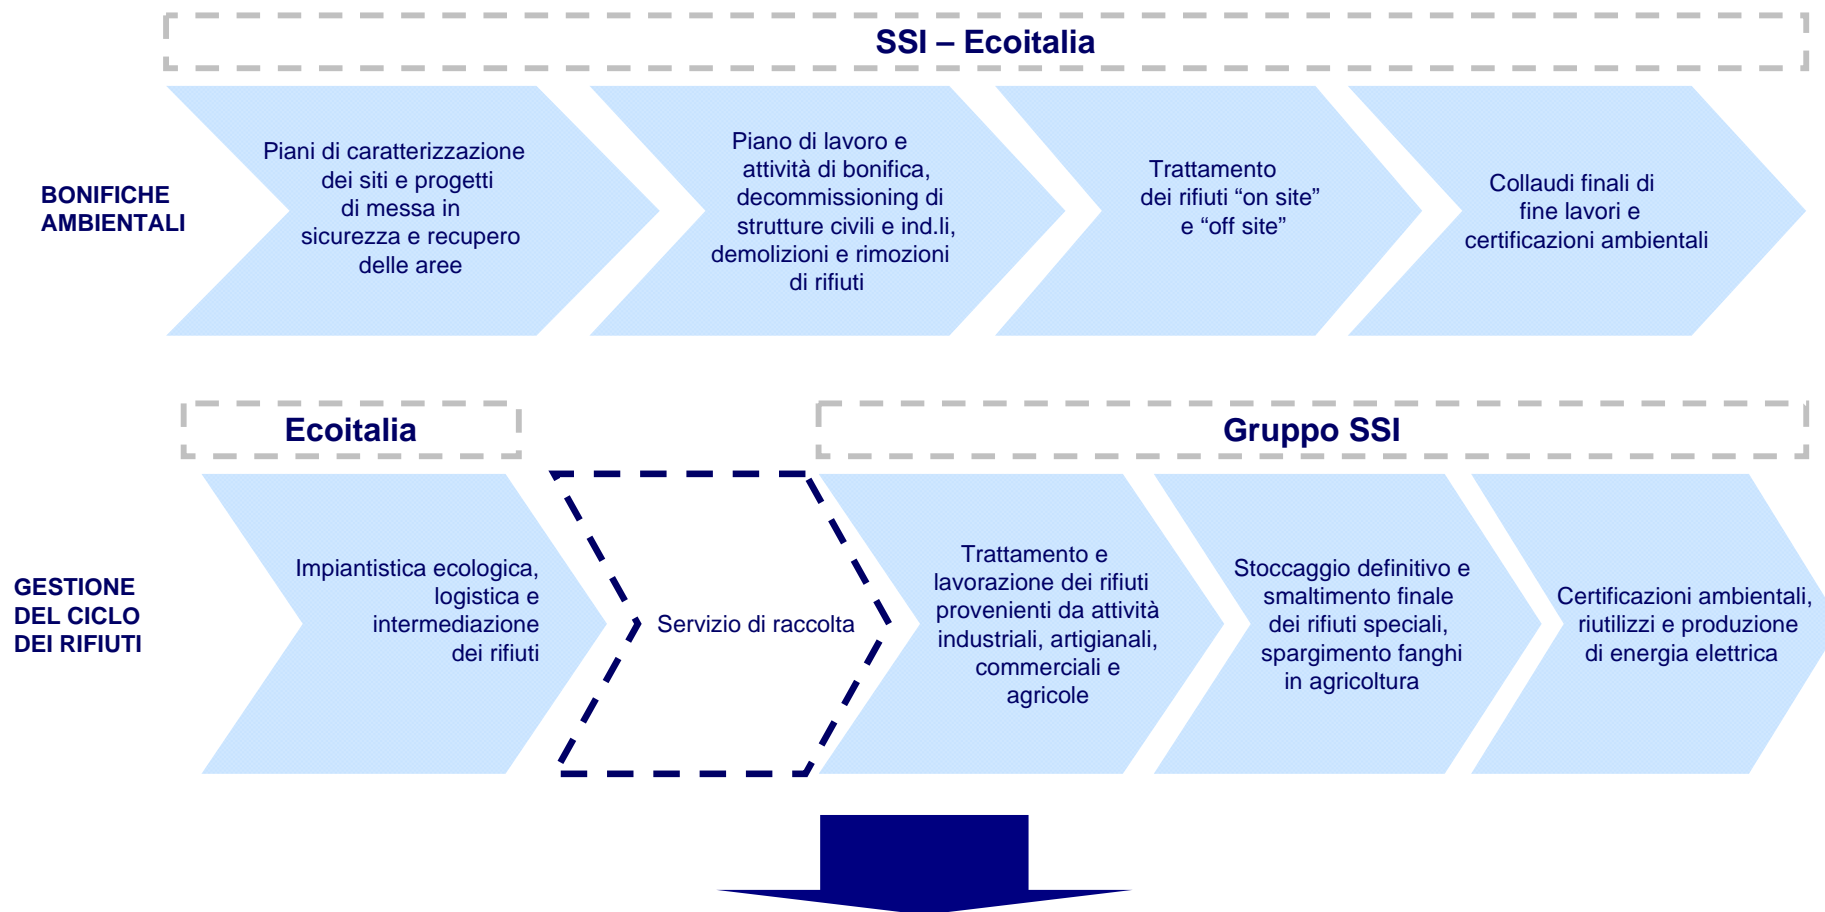 SSI – Ecoitalia
BONIFICHE
AMBIENTALI
Piani di caratterizzazione
dei siti e progetti
di messa in
sicurezza e recupero
delle aree
Piano di lavoro e
attività di bonifica,
decommissioning di
strutture civili e ind.li,
demolizioni e rimozioni
di rifiuti
Trattamento
dei rifiuti “on site”
e “off site”
Collaudi finali di
fine lavori e
certificazioni ambientali
Ecoitalia
Gruppo SSI
GESTIONE
DEL CICLO
DEI RIFIUTI
Impiantistica ecologica,
logistica e
intermediazione
dei rifiuti
Servizio di raccolta
Trattamento e
lavorazione dei rifiuti
provenienti da attività
industriali, artigianali,
commerciali e
agricole
Stoccaggio definitivo e
smaltimento finale
dei rifiuti speciali,
spargimento fanghi
in agricoltura
Certificazioni ambientali,
riutilizzi e produzione
di energia elettrica